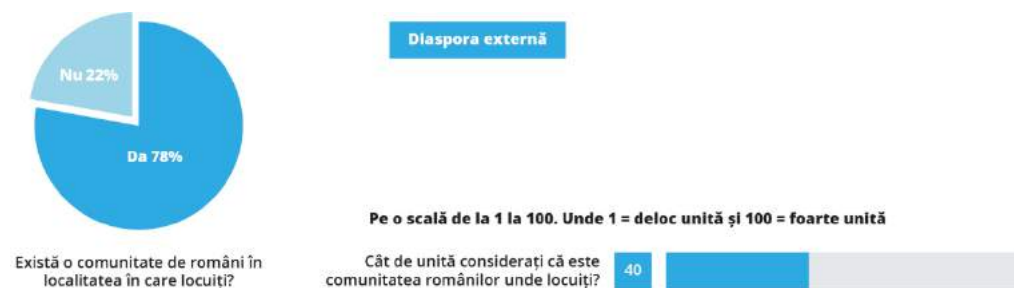 Nu 22%
Da 78%
Există o comunitate de români în
localitatea în care locuiți?
Diaspora externă
Pe o scală de la 1 la 100. Unde 1 = deloc unită și 100 = foarte unită
Cât de unită considerați că este
comunitatea românilor unde locuiți?
40